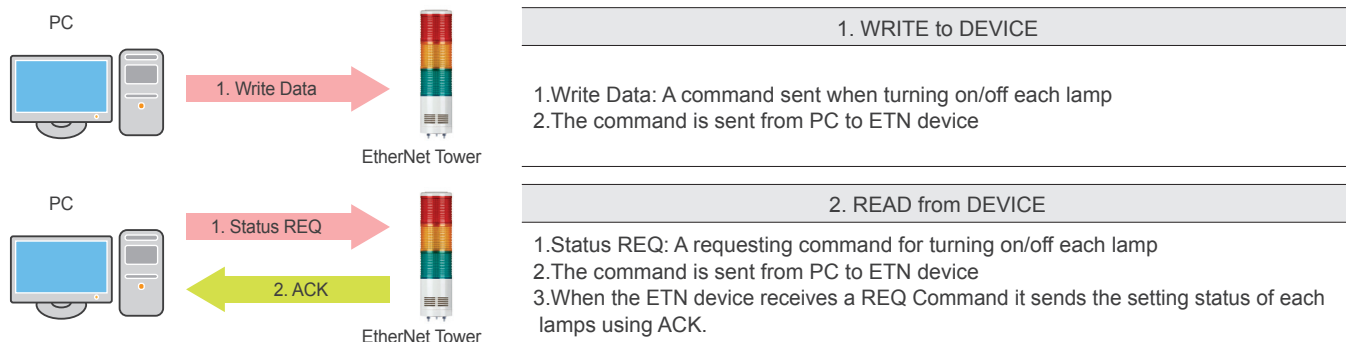 PC
1. Write Data
EtherNet Tower
1. WRITE to DEVICE
1.Write Data: A command sent when turning on/off each lamp
2.The command is sent from PC to ETN device
PC
1. Status REQ
2. ACK
EtherNet Tower
2. READ from DEVICE
1.Status REQ: A requesting command for turning on/off each lamp
2.The command is sent from PC to ETN device
3.When the ETN device receives a REQ Command it sends the setting status of each
lamps using ACK.